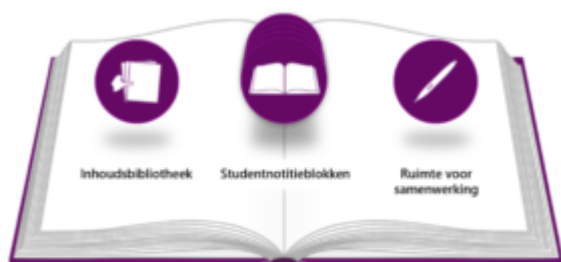 Inhoudsbibliotheek
Studentnotitieblokken
Ruimte voor
samenwerking